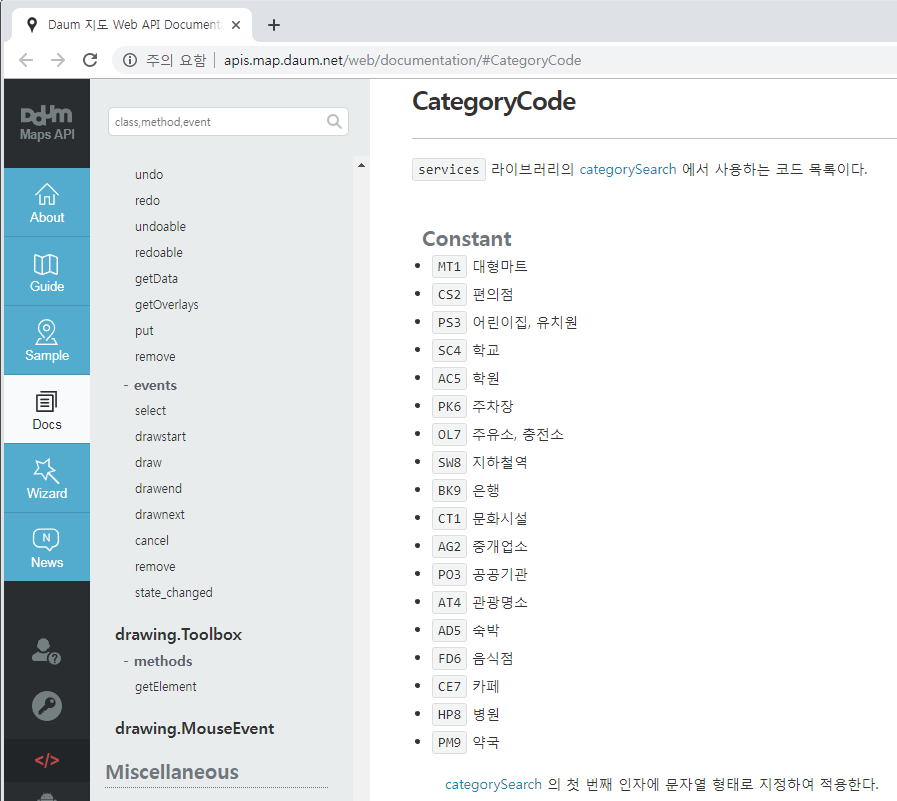 Daum 지도 Web API Document
주의 요함 | apis.map.daum.net/web/documentation/#CategoryCode
Daum
Maps API
About
Guide
Sample
Docs
Wizard
N
News
?
</>
class,method,event
undo
redo
undoable
redoable
getData
getOverlays
put
remove
- events
select
drawstart
draw
drawend
drawnext
cancel
remove
state_changed
drawing.Toolbox
- methods
getElement
drawing.MouseEvent
Miscellaneous
CategoryCode
services 라이브러리의 categorySearch 에서 사용하는 코드 목록이다.
Constant
MT1 대형마트
CS2 편의점
PS3 어린이집, 유치원
SC4 학교
AC5 학원
PK6 주차장
OL7 주유소, 충전소
SW8 지하철역
BK9 은행
CT1 문화시설
AG2 중개업소
PO3 공공기관
AT4 관광명소
AD5 숙박
FD6 음식점
CE7 카페
HP8 병원
PM9 약국
categorySearch 의 첫 번째 인자에 문자열 형태로 지정하여 적용한다.